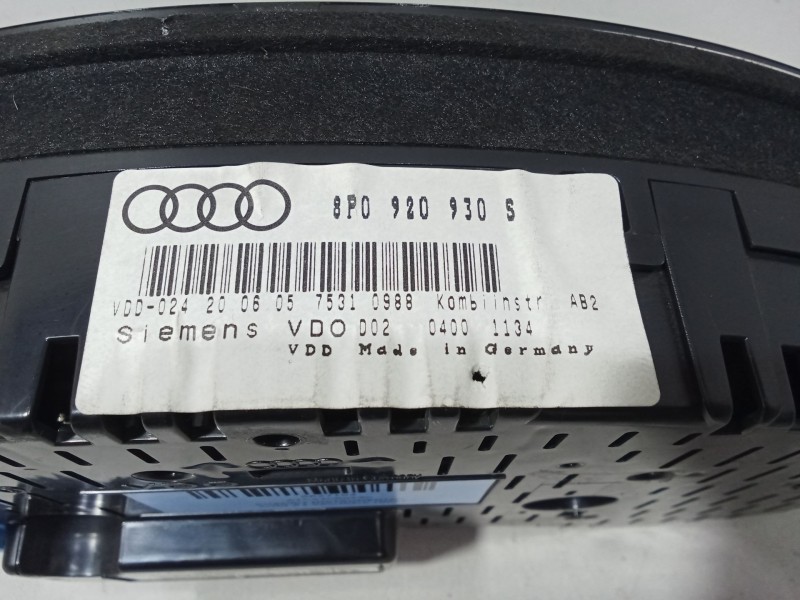 8P0 920 930 S
VDD-024 20 06 05 7531 0988 Kombiinstr. AB2
Siemens VDO D02 0400 1134
VDD Made in Germany